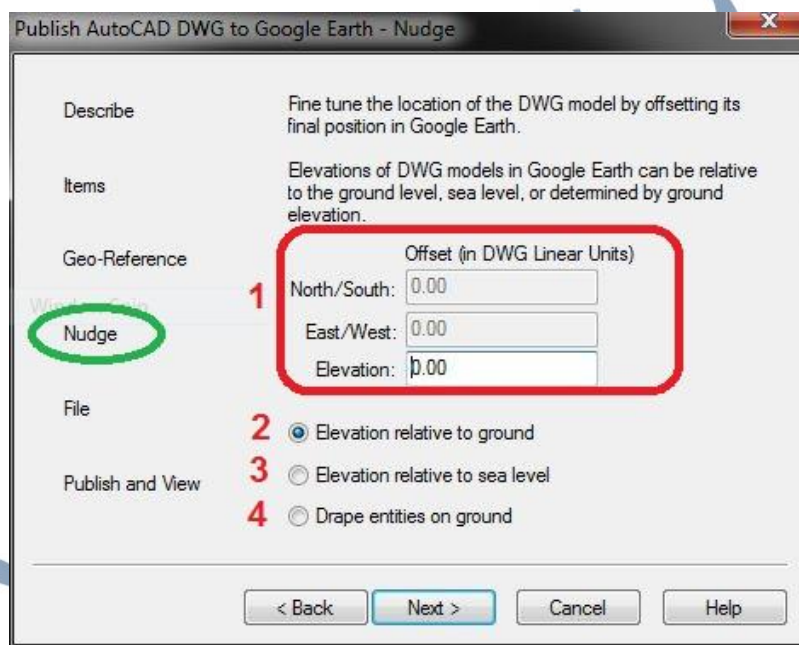 Publish AutoCAD DWG to Google Earth - Nudge
Describe
Fine tune the location of the DWG model by offsetting its
final position in Google Earth.
Items
Elevations of DWG models in Google Earth can be relative
to the ground level, sea level, or determined by ground
elevation.
Geo-Reference
Offset (in DWG Linear Units)
1
North/South: 0.00
Nudge
East/West: 0.00
Elevation: 0.00
File
2 Elevation relative to ground
Publish and View
3 Elevation relative to sea level
4 Drape entities on ground
< Back
Next >
Cancel
Help